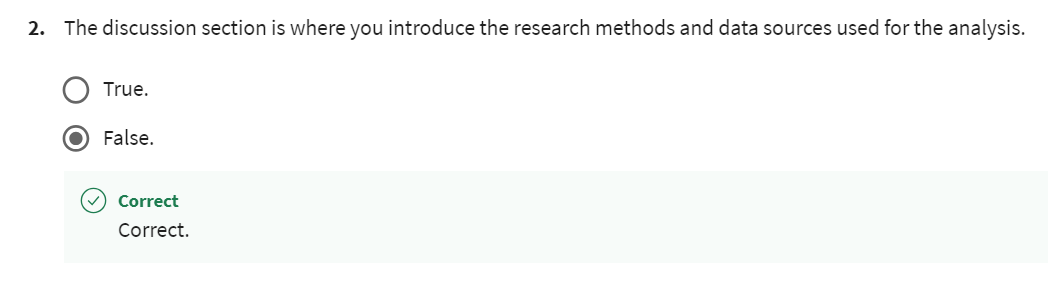 2. The discussion section is where you introduce the research methods and data sources used for the analysis.
True.
False.
Correct
Correct.